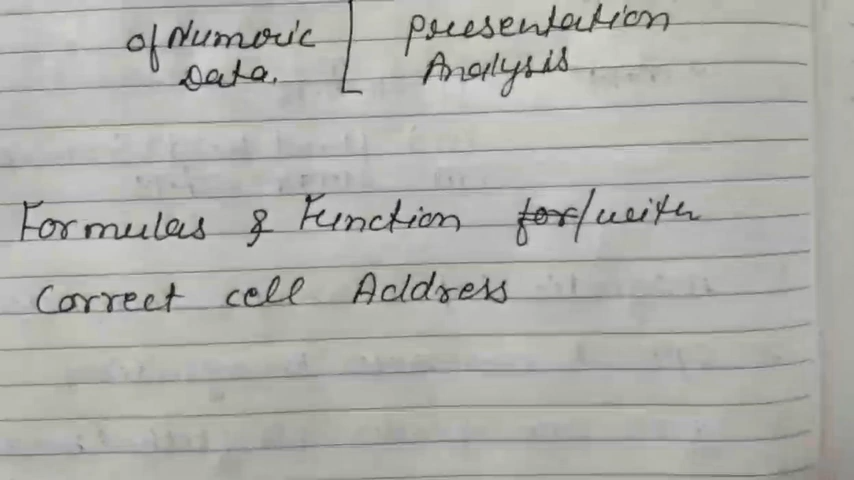 of Numeric | presentation
Data. | Analysis
Formulas & Function for/with
Correct cell Address